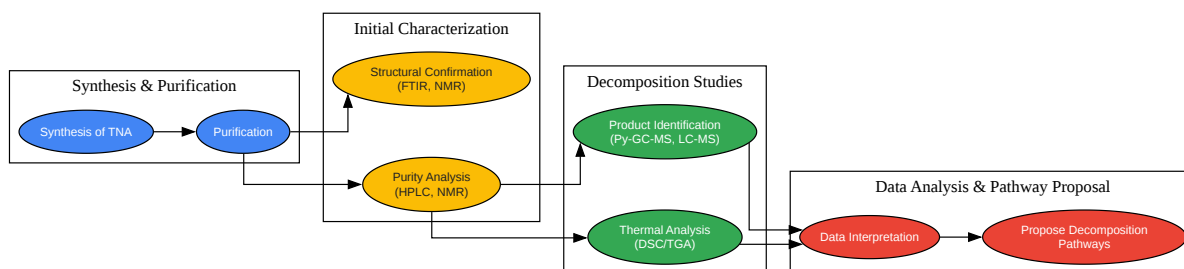 Synthesis & Purification
Synthesis of TNA
Purification
Initial Characterization
Structural Confirmation
(FTIR, NMR)
Purity Analysis
(HPLC, NMR)
Decomposition Studies
Product Identification
(Py-GC-MS, LC-MS)
Thermal Analysis
(DSC/TGA)
Data Analysis & Pathway Proposal
Data Interpretation
Propose Decomposition
Pathways